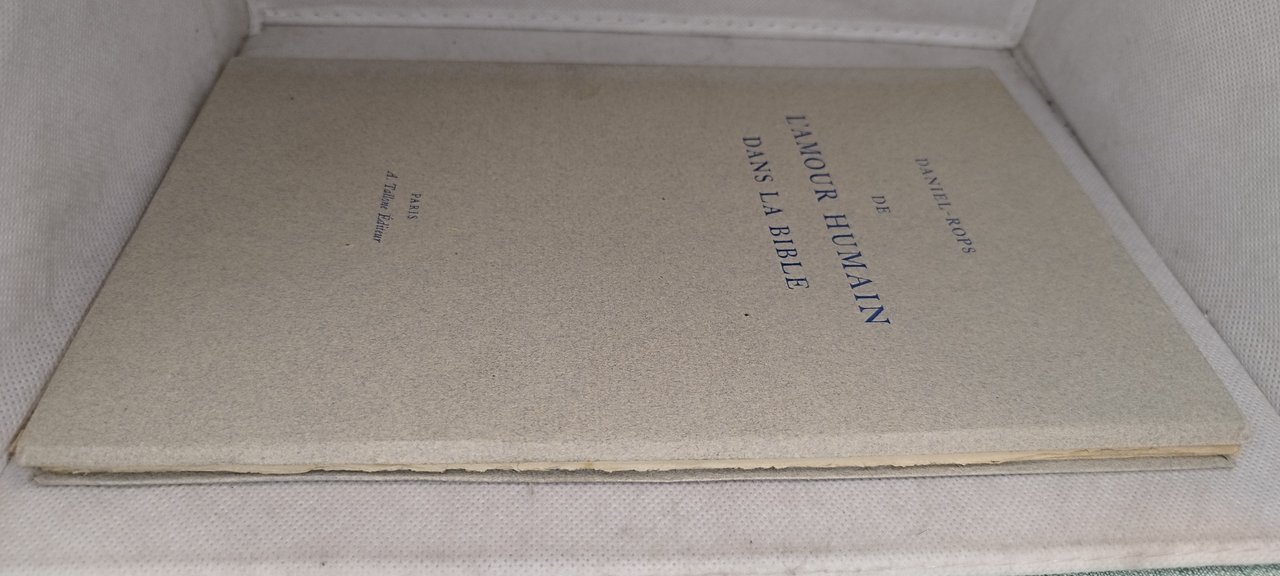 DANIEL-ROPS
DE
L'AMOUR HUMAIN
DANS LA BIBLE
PARIS
A. Tallone Éditeur